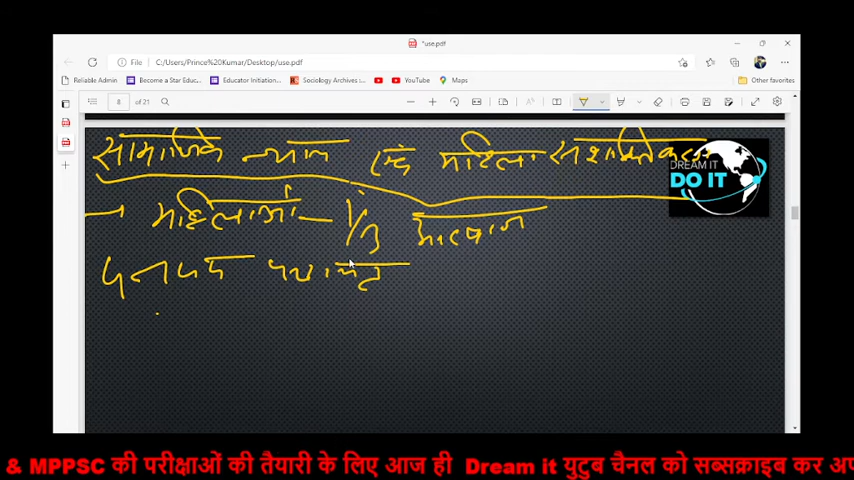 *use.pdf
File C:/Users/Prince%20Kumar/Desktop/use.pdf
Reliable Admin Become a Star Educ... Educator Initiation... Sociology Archives :... YouTube Maps Other favorites
8 of 21
सामाजिक न्याय एवं महिला सशक्तिकरण
DREAM IT
DO IT
→ महिलाओं — 1/3 आरक्षण
पंचायत
& MPPSC की परीक्षाओं की तैयारी के लिए आज ही Dream it युटुब चैनल को सब्सक्राइब कर अप